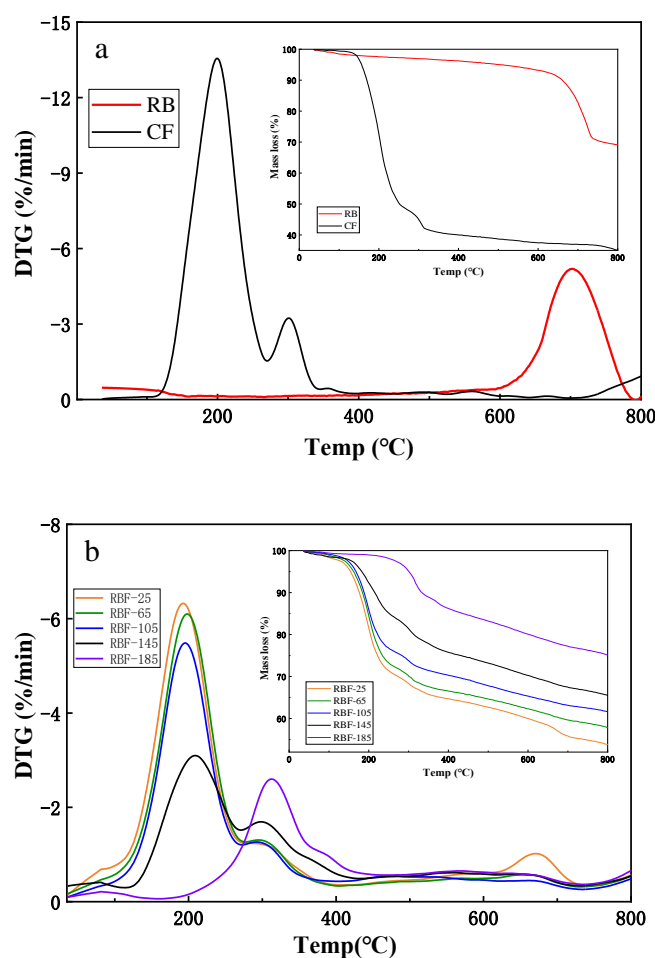 a
-15
-12
-9
-6
-3
0
DTG (%/min)
RB
CF
200
400
600
800
Temp (℃)
100
90
80
70
60
50
40
Mass loss (%)
RB
CF
0
200
400
600
800
Temp (℃)
b
-8
-6
-4
-2
0
DTG (%/min)
RBF-25
RBF-65
RBF-105
RBF-145
RBF-185
200
400
600
800
Temp(℃)
100
90
80
70
60
Mass loss (%)
RBF-25
RBF-65
RBF-105
RBF-145
RBF-185
0
200
400
600
800
Temp (℃)